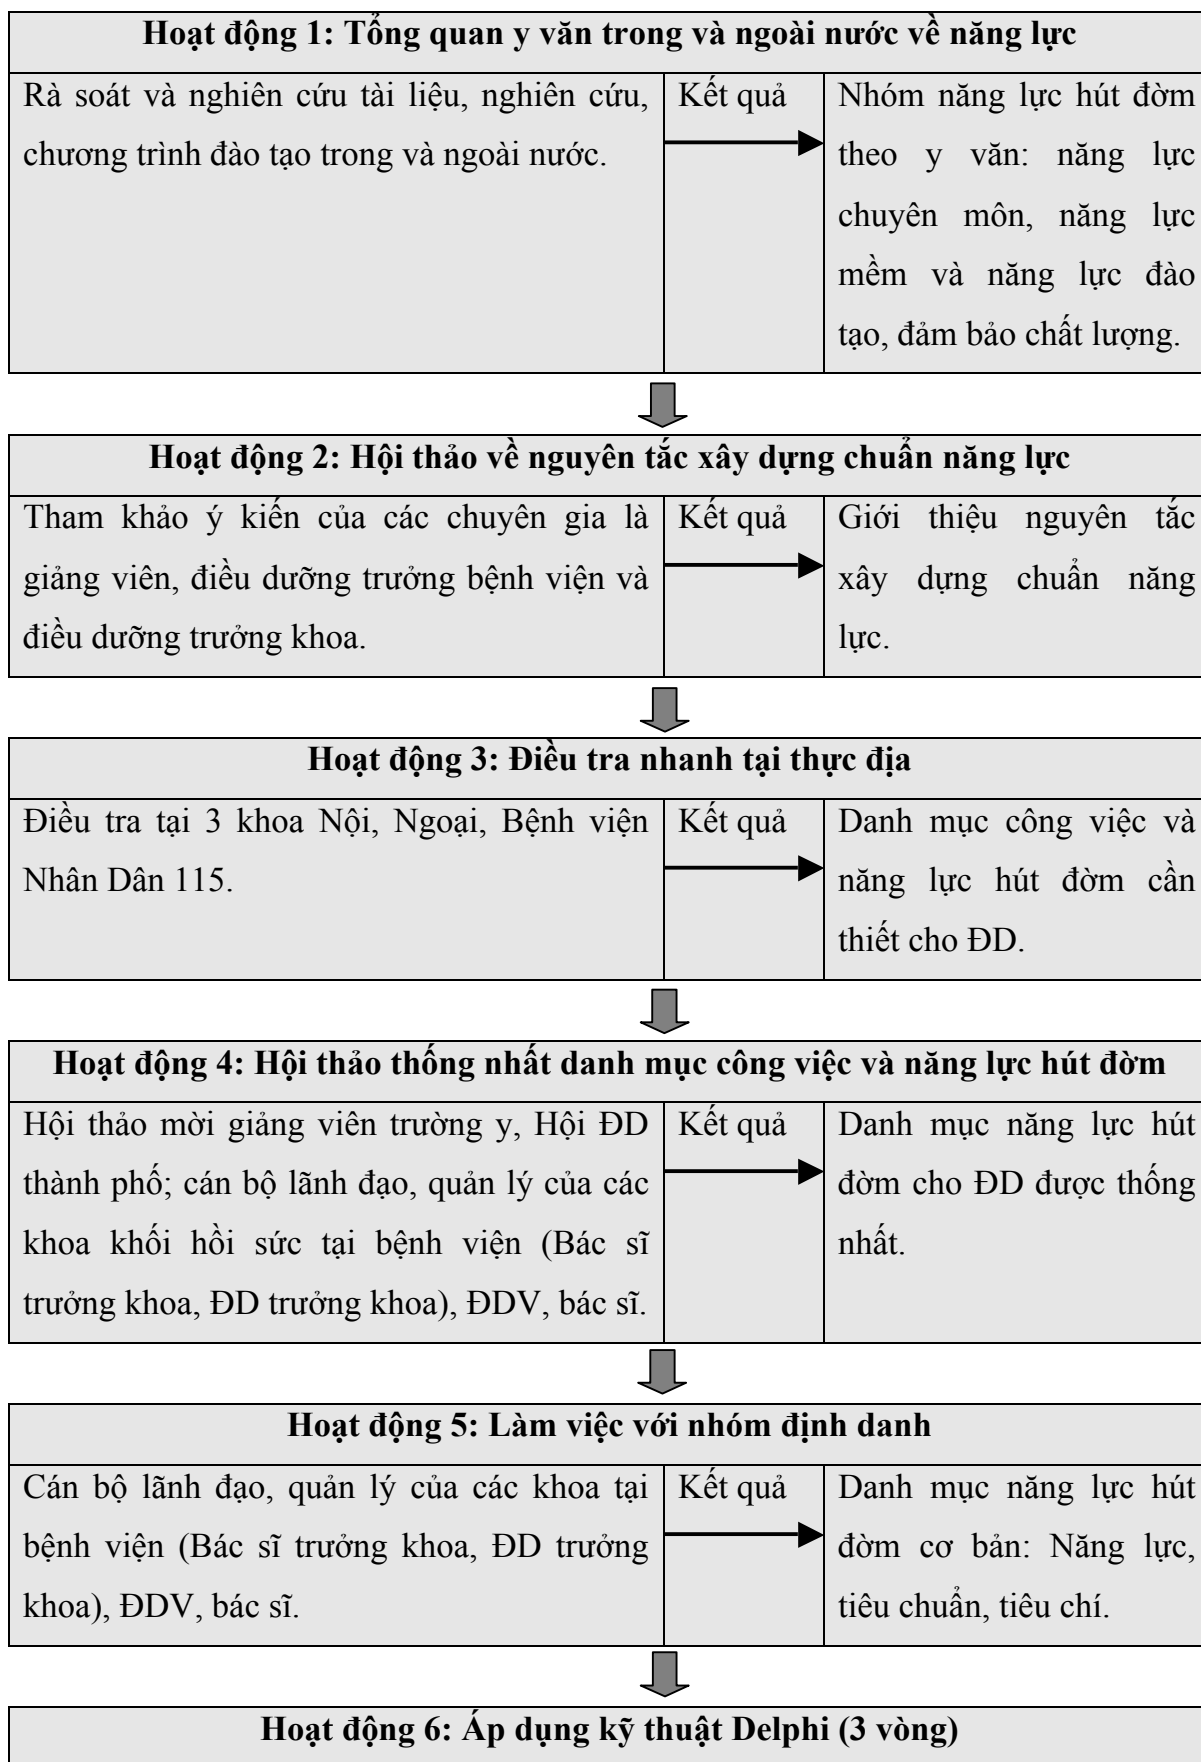 Hoạt động 1: Tổng quan y văn trong và ngoài nước về năng lực
Rà soát và nghiên cứu tài liệu, nghiên cứu,
chương trình đào tạo trong và ngoài nước.
Kết quả
Nhóm năng lực hút đờm
theo y văn: năng lực
chuyên môn, năng lực
mềm và năng lực đào
tạo, đảm bảo chất lượng.
Hoạt động 2: Hội thảo về nguyên tắc xây dựng chuẩn năng lực
Tham khảo ý kiến của các chuyên gia là
giảng viên, điều dưỡng trưởng bệnh viện và
điều dưỡng trưởng khoa.
Kết quả
Giới thiệu nguyên tắc
xây dựng chuẩn năng
lực.
Hoạt động 3: Điều tra nhanh tại thực địa
Điều tra tại 3 khoa Nội, Ngoại, Bệnh viện
Nhân Dân 115.
Kết quả
Danh mục công việc và
năng lực hút đờm cần
thiết cho ĐD.
Hoạt động 4: Hội thảo thống nhất danh mục công việc và năng lực hút đờm
Hội thảo mời giảng viên trường y, Hội ĐD
thành phố; cán bộ lãnh đạo, quản lý của các
khoa khối hồi sức tại bệnh viện (Bác sĩ
trưởng khoa, ĐD trưởng khoa), ĐDV, bác sĩ.
Kết quả
Danh mục năng lực hút
đờm cho ĐD được thống
nhất.
Hoạt động 5: Làm việc với nhóm định danh
Cán bộ lãnh đạo, quản lý của các khoa tại
bệnh viện (Bác sĩ trưởng khoa, ĐD trưởng
khoa), ĐDV, bác sĩ.
Kết quả
Danh mục năng lực hút
đờm cơ bản: Năng lực,
tiêu chuẩn, tiêu chí.
Hoạt động 6: Áp dụng kỹ thuật Delphi (3 vòng)